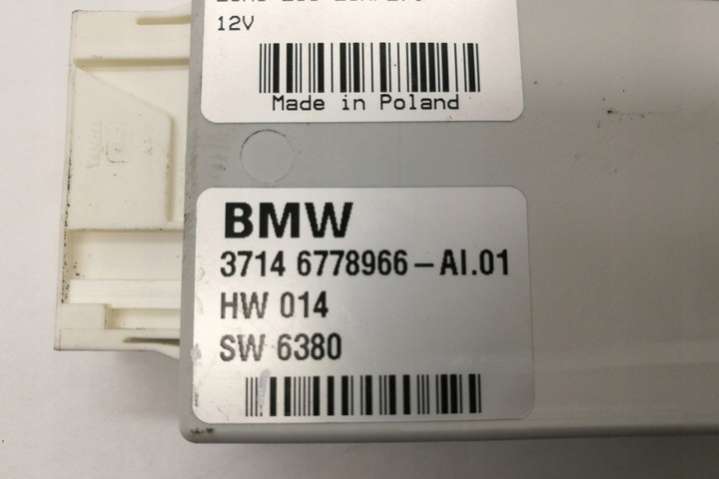 12V
Made in Poland
BMW
3714 6778966-AI.01
HW 014
SW 6380